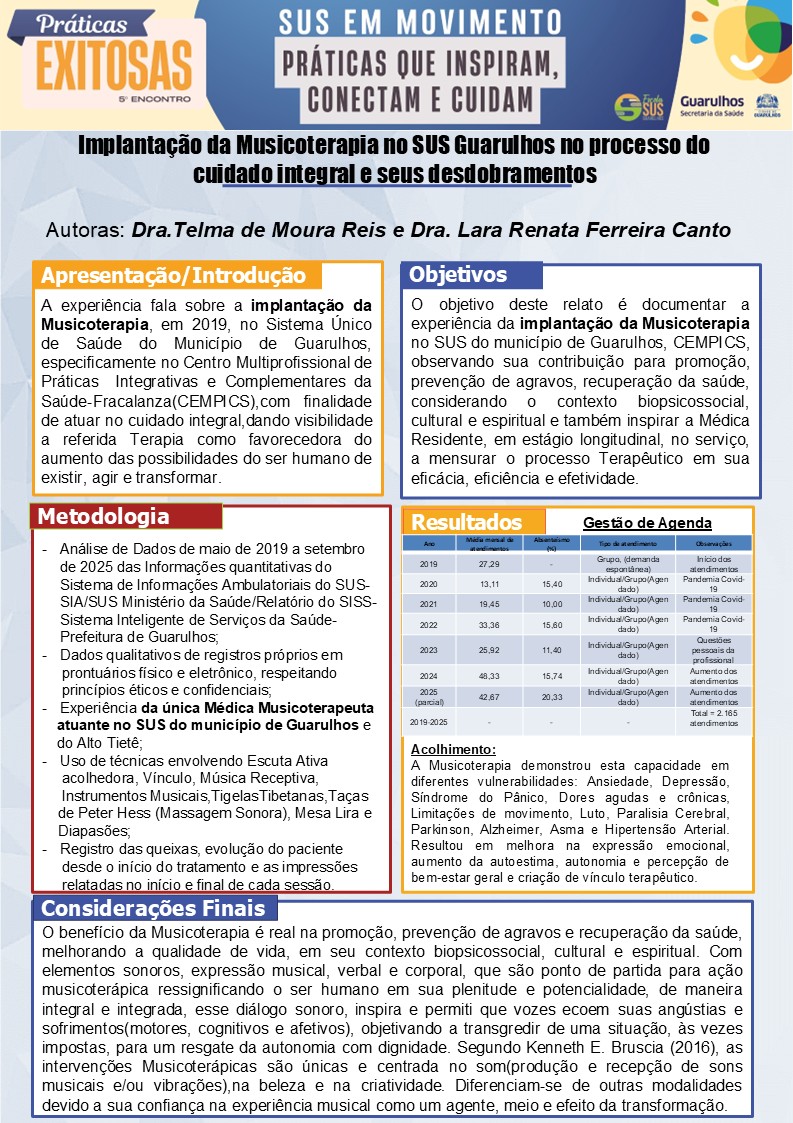 Práticas
EXITOSAS
5º ENCONTRO
SUS EM MOVIMENTO
PRÁTICAS QUE INSPIRAM,
CONECTAM E CUIDAM
Escola
SUS
Guarulhos
Secretaria da Saúde
GUARULHOS
Implantação da Musicoterapia no SUS Guarulhos no processo do
cuidado integral e seus desdobramentos
Autoras: Dra.Telma de Moura Reis e Dra. Lara Renata Ferreira Canto
Apresentação/Introdução
A experiência fala sobre a implantação da
Musicoterapia, em 2019, no Sistema Único
de Saúde do Município de Guarulhos,
especificamente no Centro Multiprofissional de
Práticas Integrativas e Complementares da
Saúde-Fracalanza(CEMPICS),com finalidade
de atuar no cuidado integral,dando visibilidade
a referida Terapia como favorecedora do
aumento das possibilidades do ser humano de
existir, agir e transformar.
Objetivos
O objetivo deste relato é documentar a
experiência da implantação da Musicoterapia
no SUS do município de Guarulhos, CEMPICS,
observando sua contribuição para promoção,
prevenção de agravos, recuperação da saúde,
considerando o contexto biopsicossocial,
cultural e espiritual e também inspirar a Médica
Residente, em estágio longitudinal, no serviço,
a mensurar o processo Terapêutico em sua
eficácia, eficiência e efetividade.
Metodologia
- Análise de Dados de maio de 2019 a setembro
de 2025 das Informações quantitativas do
Sistema de Informações Ambulatoriais do SUS-
SIA/SUS Ministério da Saúde/Relatório do SISS-
Sistema Inteligente de Serviços da Saúde-
Prefeitura de Guarulhos;
- Dados qualitativos de registros próprios em
prontuários físico e eletrônico, respeitando
princípios éticos e confidenciais;
- Experiência da única Médica Musicoterapeuta
atuante no SUS do município de Guarulhos e
do Alto Tietê;
- Uso de técnicas envolvendo Escuta Ativa
acolhedora, Vínculo, Música Receptiva,
Instrumentos Musicais,TigelasTibetanas,Taças
de Peter Hess (Massagem Sonora), Mesa Lira e
Diapasões;
- Registro das queixas, evolução do paciente
desde o início do tratamento e as impressões
relatadas no início e final de cada sessão.
Resultados
Gestão de Agenda
Ano Média mensal de atendimentos Absenteísmo (%) Tipo de atendimento Observações
2019 27,29 - Grupo, (demanda espontânea) Início dos atendimentos
2020 13,11 15,40 Individual/Grupo(Agendado) Pandemia Covid-19
2021 19,45 10,00 Individual/Grupo(Agendado) Pandemia Covid-19
2022 33,36 15,60 Individual/Grupo(Agendado) Pandemia Covid-19
2023 25,92 11,40 Individual/Grupo(Agendado) Questões pessoais da profissional
2024 46,33 15,74 Individual/Grupo(Agendado) Aumento dos atendimentos
2025 (parcial) 42,67 20,33 Individual/Grupo(Agendado) Aumento dos atendimentos
2019-2025 - - - Total = 2.165 atendimentos
Acolhimento:
A Musicoterapia demonstrou esta capacidade em
diferentes vulnerabilidades: Ansiedade, Depressão,
Síndrome do Pânico, Dores agudas e crônicas,
Limitações de movimento, Luto, Paralisia Cerebral,
Parkinson, Alzheimer, Asma e Hipertensão Arterial.
Resultou em melhora na expressão emocional,
aumento da autoestima, autonomia e percepção de
bem-estar geral e criação de vínculo terapêutico.
Considerações Finais
O benefício da Musicoterapia é real na promoção, prevenção de agravos e recuperação da saúde,
melhorando a qualidade de vida, em seu contexto biopsicossocial, cultural e espiritual. Com
elementos sonoros, expressão musical, verbal e corporal, que são ponto de partida para ação
musicoterápica ressignificando o ser humano em sua plenitude e potencialidade, de maneira
integral e integrada, esse diálogo sonoro, inspira e permiti que vozes ecoem suas angústias e
sofrimentos(motores, cognitivos e afetivos), objetivando a transgredir de uma situação, às vezes
impostas, para um resgate da autonomia com dignidade. Segundo Kenneth E. Bruscia (2016), as
intervenções Musicoterápicas são únicas e centrada no som(produção e recepção de sons
musicais e/ou vibrações),na beleza e na criatividade. Diferenciam-se de outras modalidades
devido a sua confiança na experiência musical como um agente, meio e efeito da transformação.